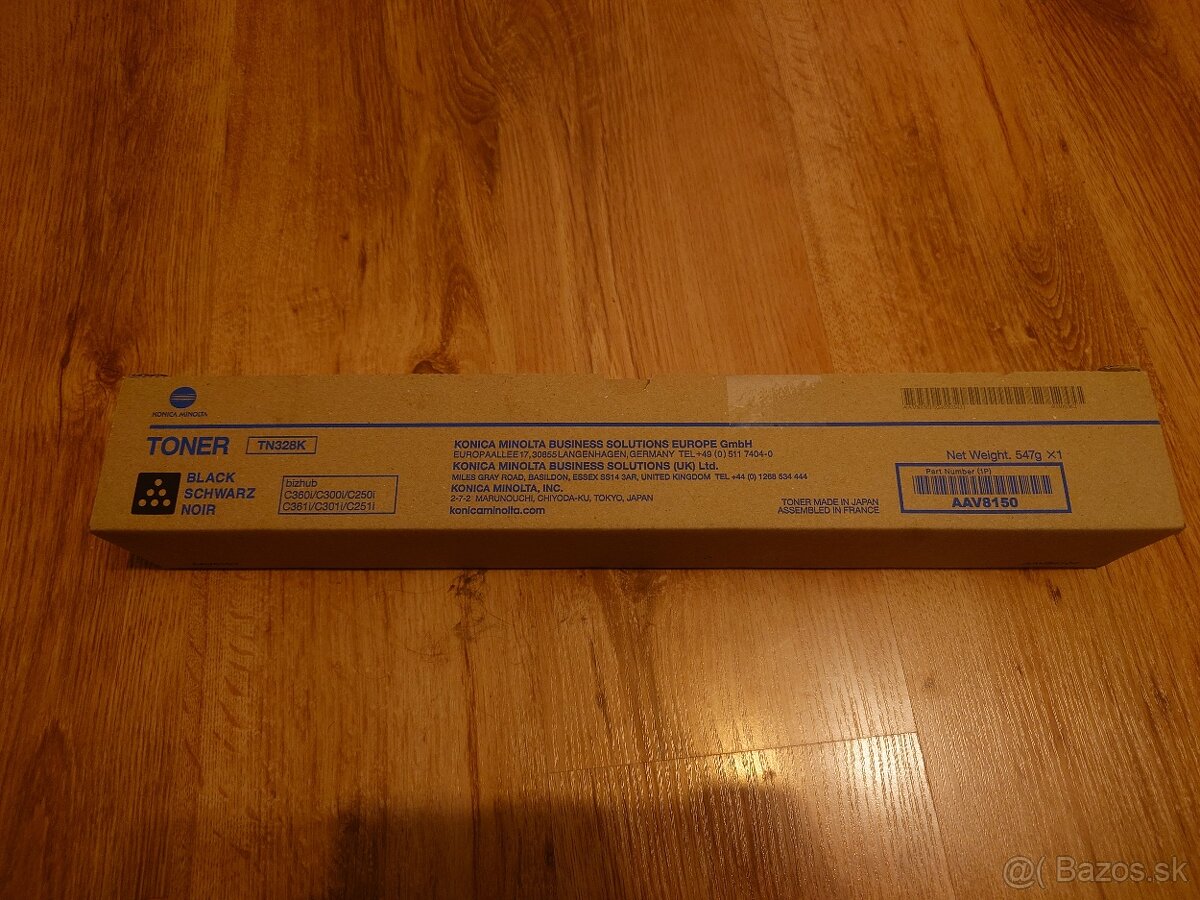 KONICA MINOLTA
TONER TN328K
BLACK
SCHWARZ
NOIR
bizhub
C360i/C300i/C250i
C361i/C301i/C251i
KONICA MINOLTA BUSINESS SOLUTIONS EUROPE GmbH
EUROPAALLEE 17, 30855 LANGENHAGEN, GERMANY TEL +49 (0) 511 7404-0
KONICA MINOLTA BUSINESS SOLUTIONS (UK) Ltd.
MILES GRAY ROAD, BASILDON, ESSEX SS14 3AR, UNITED KINGDOM TEL +44 (0) 1268 534 444
KONICA MINOLTA, INC.
2-7-2 MARUNOUCHI, CHIYODA-KU, TOKYO, JAPAN
konicaminolta.com
TONER MADE IN JAPAN
ASSEMBLED IN FRANCE
Net Weight. 547g ×1
Part Number (1P)
AAV8150
@( Bazos.sk